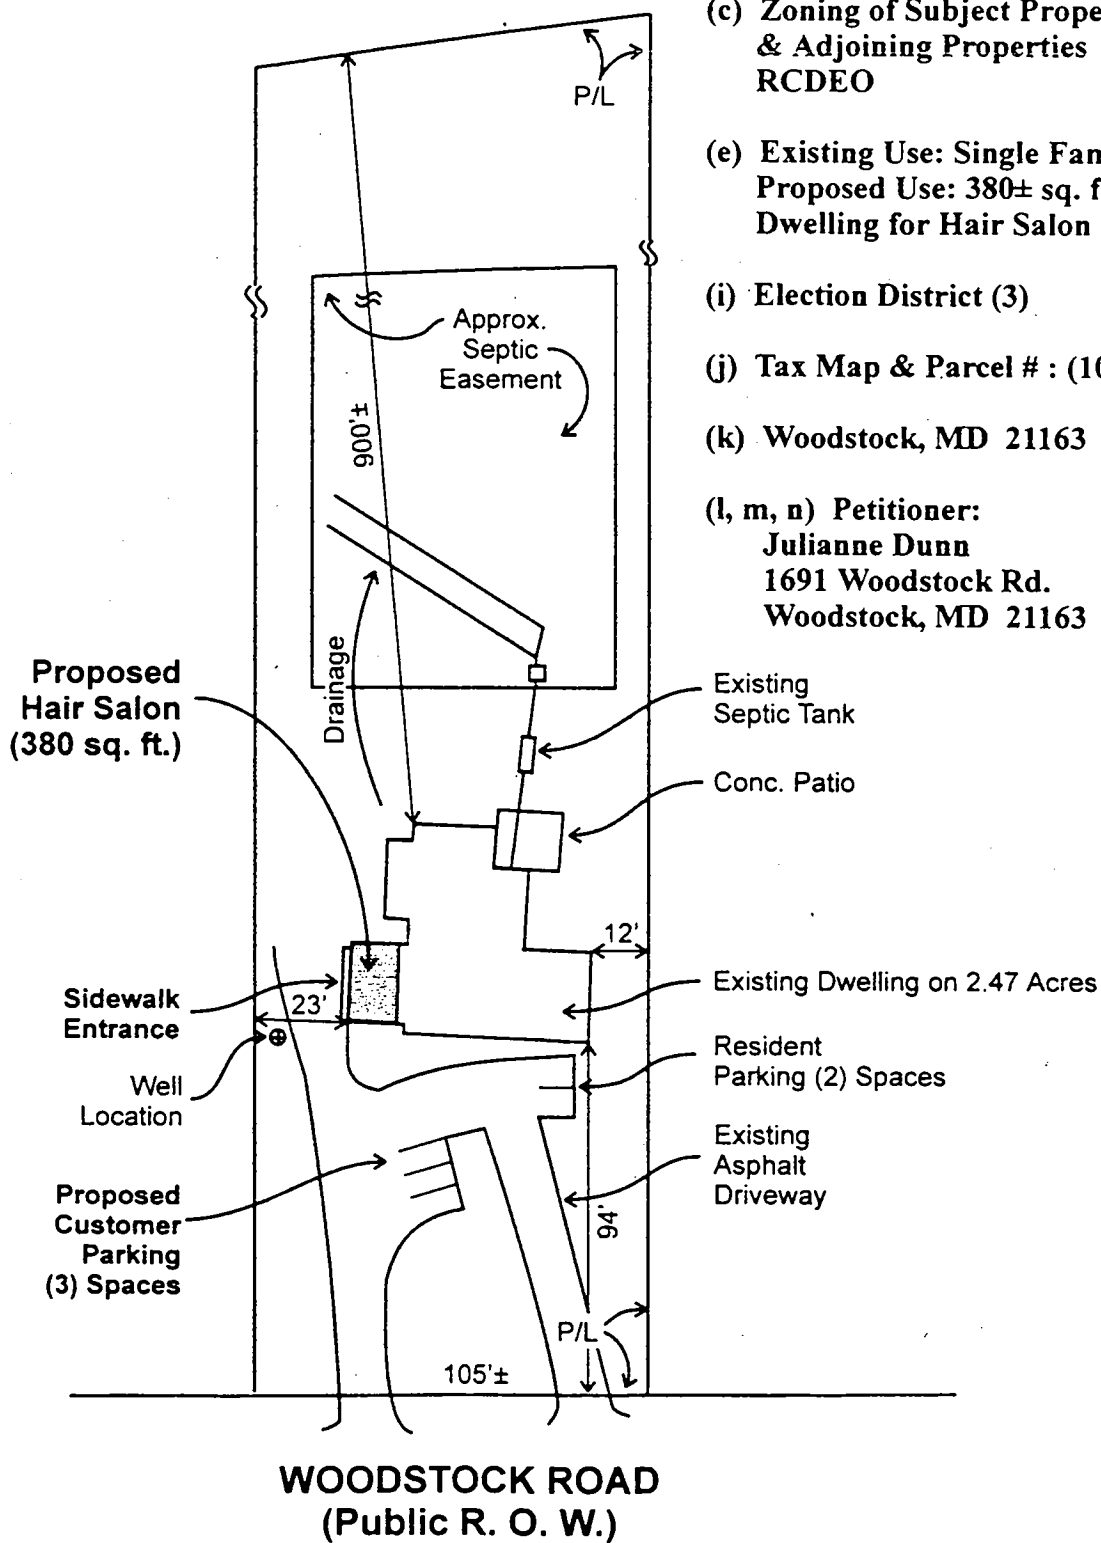 (c) Zoning of Subject
& Adjoining Properties
RCDEO
P/L
(e) Existing Use: Single
Proposed Use: 380± sq.
Dwelling for Hair Salon
(i) Election District (3)
(j) Tax Map & Parcel # :
(k) Woodstock, MD 21163
(l, m, n) Petitioner:
Julianne Dunn
1691 Woodstock Rd.
Woodstock, MD 21163
Approx.
Septic
Easement
900'±
Drainage
Proposed
Hair Salon
(380 sq. ft.)
Existing
Septic Tank
Conc. Patio
12'
Existing Dwelling on 2.47 Acres
Sidewalk
Entrance
23'
Well
Location
Resident
Parking (2) Spaces
Existing
Asphalt
Driveway
Proposed
Customer
Parking
(3) Spaces
94'
P/L
105'±
WOODSTOCK ROAD
(Public R. O. W.)